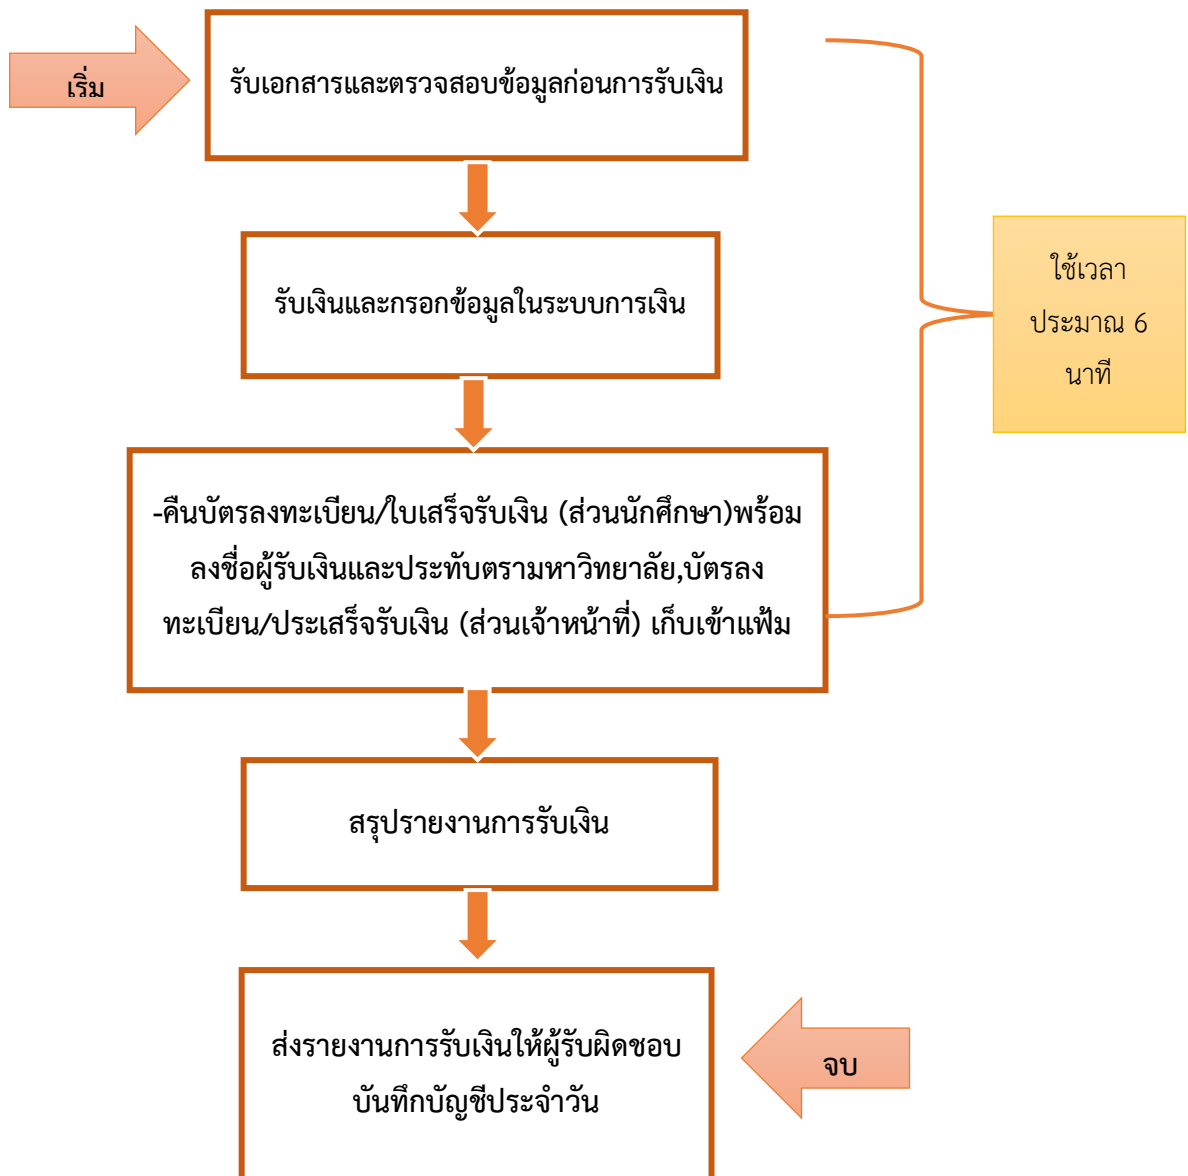 เริ่ม
รับเอกสารและตรวจสอบข้อมูลก่อนการรับเงิน
รับเงินและกรอกข้อมูลในระบบการเงิน
ใช้เวลา
ประมาณ 6
นาที
-คืนบัตรลงทะเบียน/ใบเสร็จรับเงิน (ส่วนนักศึกษา)พร้อม
ลงชื่อผู้รับเงินและประทับตรามหาวิทยาลัย,บัตรลง
ทะเบียน/ประเสร็จรับเงิน (ส่วนเจ้าหน้าที่) เก็บเข้าแฟ้ม
สรุปรายงานการรับเงิน
ส่งรายงานการรับเงินให้ผู้รับผิดชอบ
บันทึกบัญชีประจำวัน
จบ